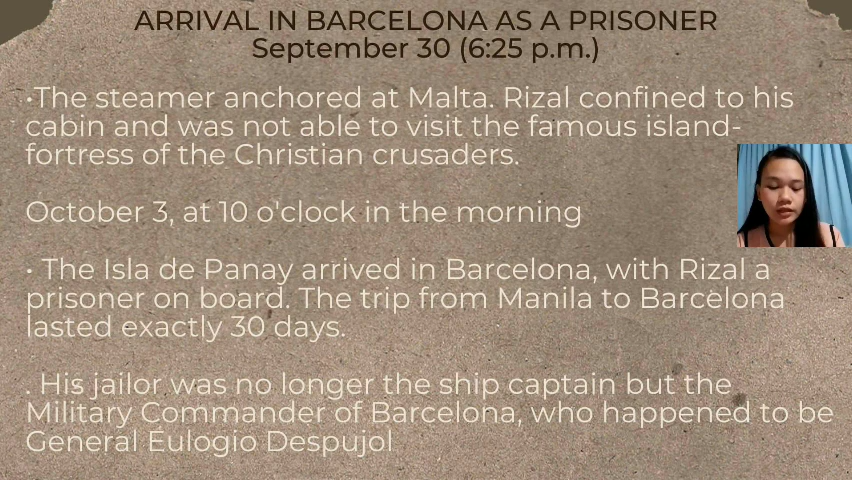 ARRIVAL IN BARCELONA AS A PRISONER
September 30 (6:25 p.m.)
•The steamer anchored at Malta. Rizal confined to his
cabin and was not able to visit the famous island-
fortress of the Christian crusaders.
October 3, at 10 o'clock in the morning
• The Isla de Panay arrived in Barcelona, with Rizal a
prisoner on board. The trip from Manila to Barcelona
lasted exactly 30 days.
. His jailor was no longer the ship captain but the
Military Commander of Barcelona, who happened to be
General Eulogio Despujol